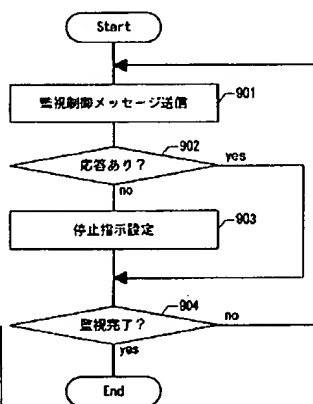 Start
監視制御メッセージ送信
901
応答あり?
902
yes
no
停止指示設定
903
監視完了?
904
no
yes
End